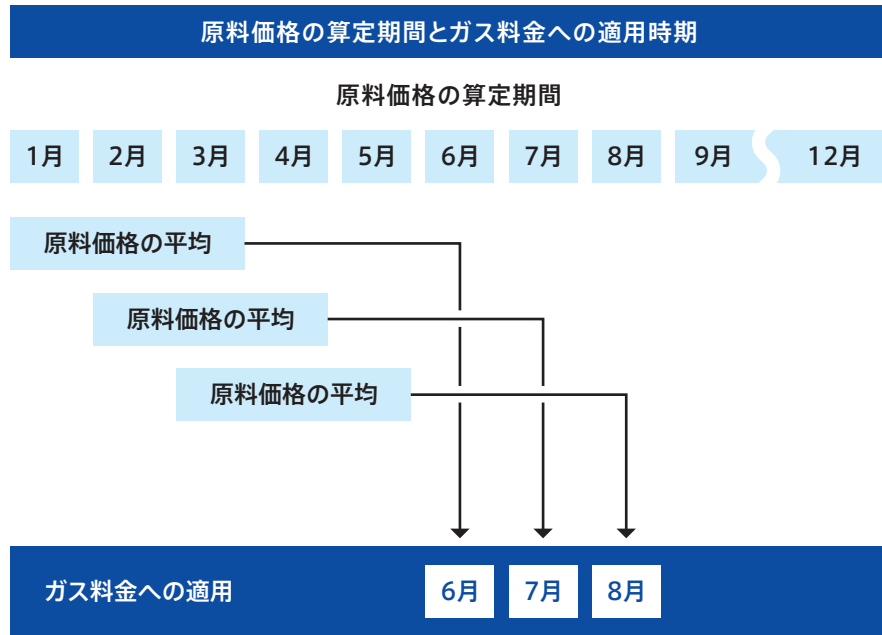 原料価格の算定期間とガス料金への適用時期
原料価格の算定期間
1月 2月 3月 4月 5月 6月 7月 8月 9月 12月
原料価格の平均
原料価格の平均
原料価格の平均
ガス料金への適用 6月 7月 8月